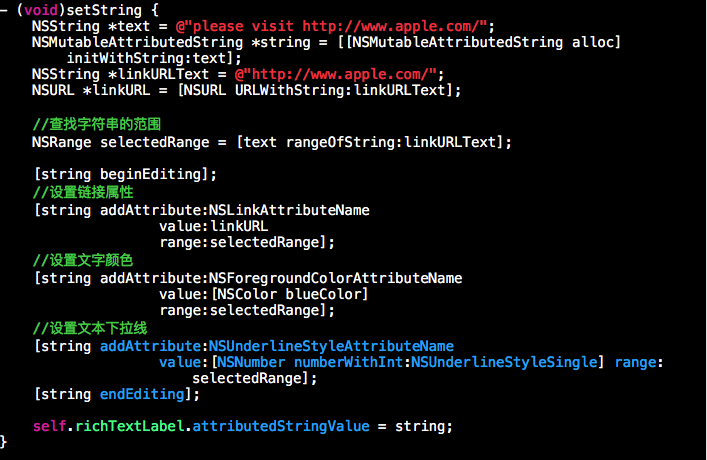 - (void)setString {
    NSString *text = @"please visit http://www.apple.com/";
    NSMutableAttributedString *string = [[NSMutableAttributedString alloc]
        initWithString:text];
    NSString *linkURLText = @"http://www.apple.com/";
    NSURL *linkURL = [NSURL URLWithString:linkURLText];

    //查找字符串的范围
    NSRange selectedRange = [text rangeOfString:linkURLText];

    [string beginEditing];
    //设置链接属性
    [string addAttribute:NSLinkAttributeName
                   value:linkURL
                   range:selectedRange];
    //设置文字颜色
    [string addAttribute:NSForegroundColorAttributeName
                   value:[NSColor blueColor]
                   range:selectedRange];
    //设置文本下拉线
    [string addAttribute:NSUnderlineStyleAttributeName
                   value:[NSNumber numberWithInt:NSUnderlineStyleSingle] range:
                       selectedRange];
    [string endEditing];

    self.richTextLabel.attributedStringValue = string;
}